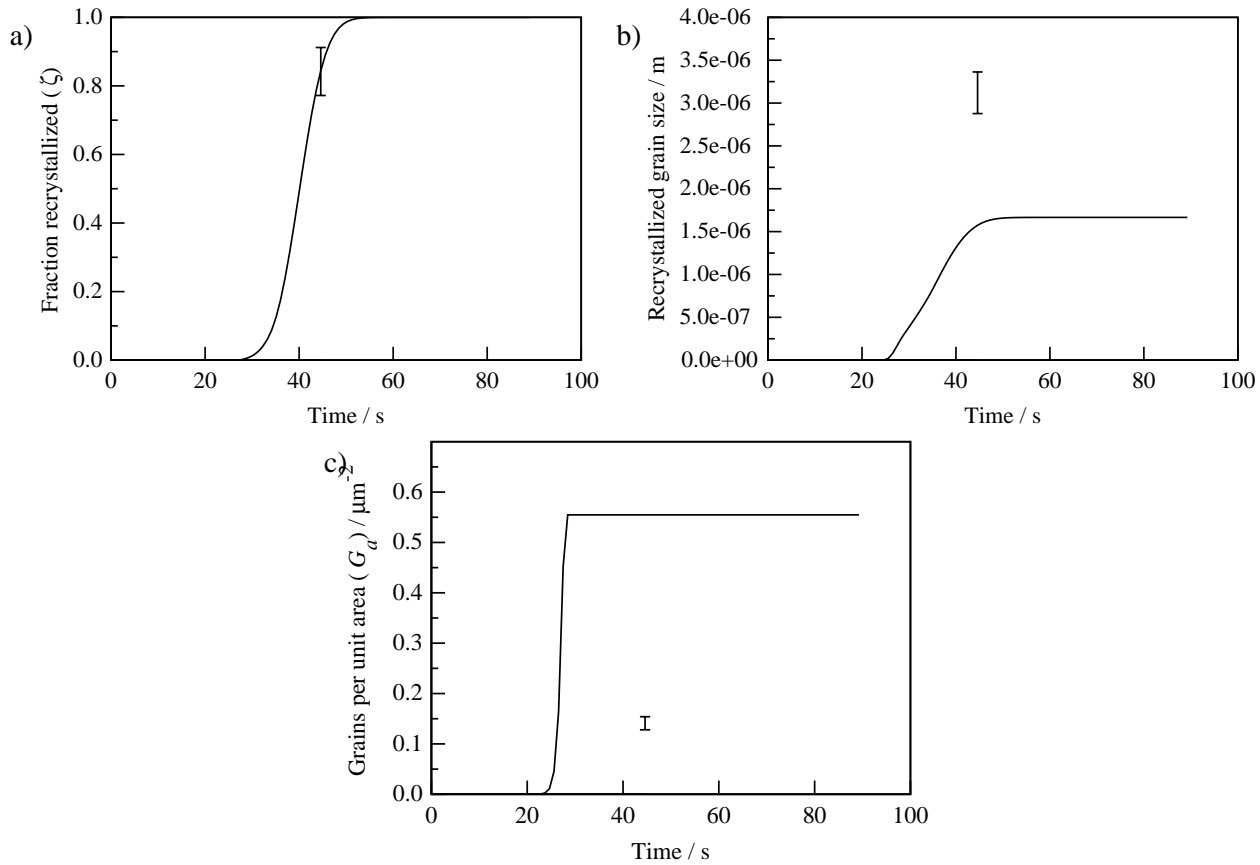 a)
Fraction recrystallized (ζ)
1.0
0.8
0.6
0.4
0.2
0.0
0 20 40 60 80 100
Time / s
b)
Recrystallized grain size / m
4.0e-06
3.5e-06
3.0e-06
2.5e-06
2.0e-06
1.5e-06
1.0e-06
5.0e-07
0.0e+00
0 20 40 60 80 100
Time / s
c)
Grains per unit area (Ga) / μm-2
0.6
0.5
0.4
0.3
0.2
0.1
0.0
0 20 40 60 80 100
Time / s